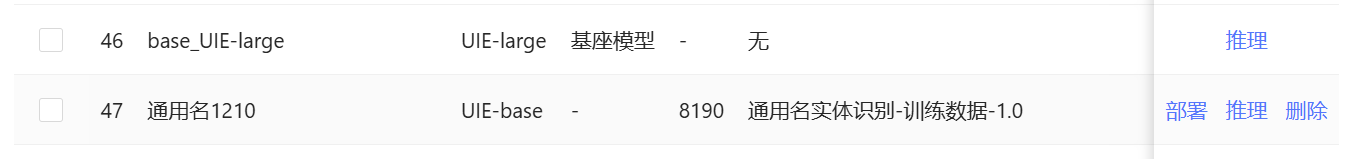 46 base_UIE-large UIE-large 基座模型 - 无 推理
47 通用名1210 UIE-base - 8190 通用名实体识别-训练数据-1.0 部署 推理 删除